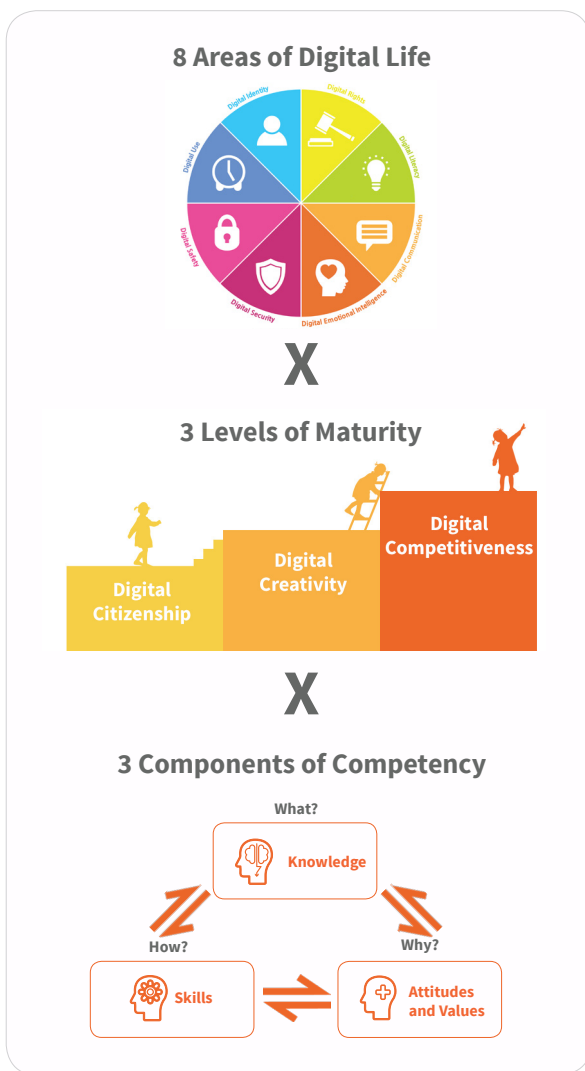 8 Areas of Digital Life
Digital Identity
Digital Rights
Digital Use
Digital Literacy
Digital Safety
Digital Communication
Digital Security
Digital Emotional Intelligence
X
3 Levels of Maturity
Digital
Citizenship
Digital
Creativity
Digital
Competitiveness
X
3 Components of Competency
What?
Knowledge
How?
Skills
Why?
Attitudes
and Values